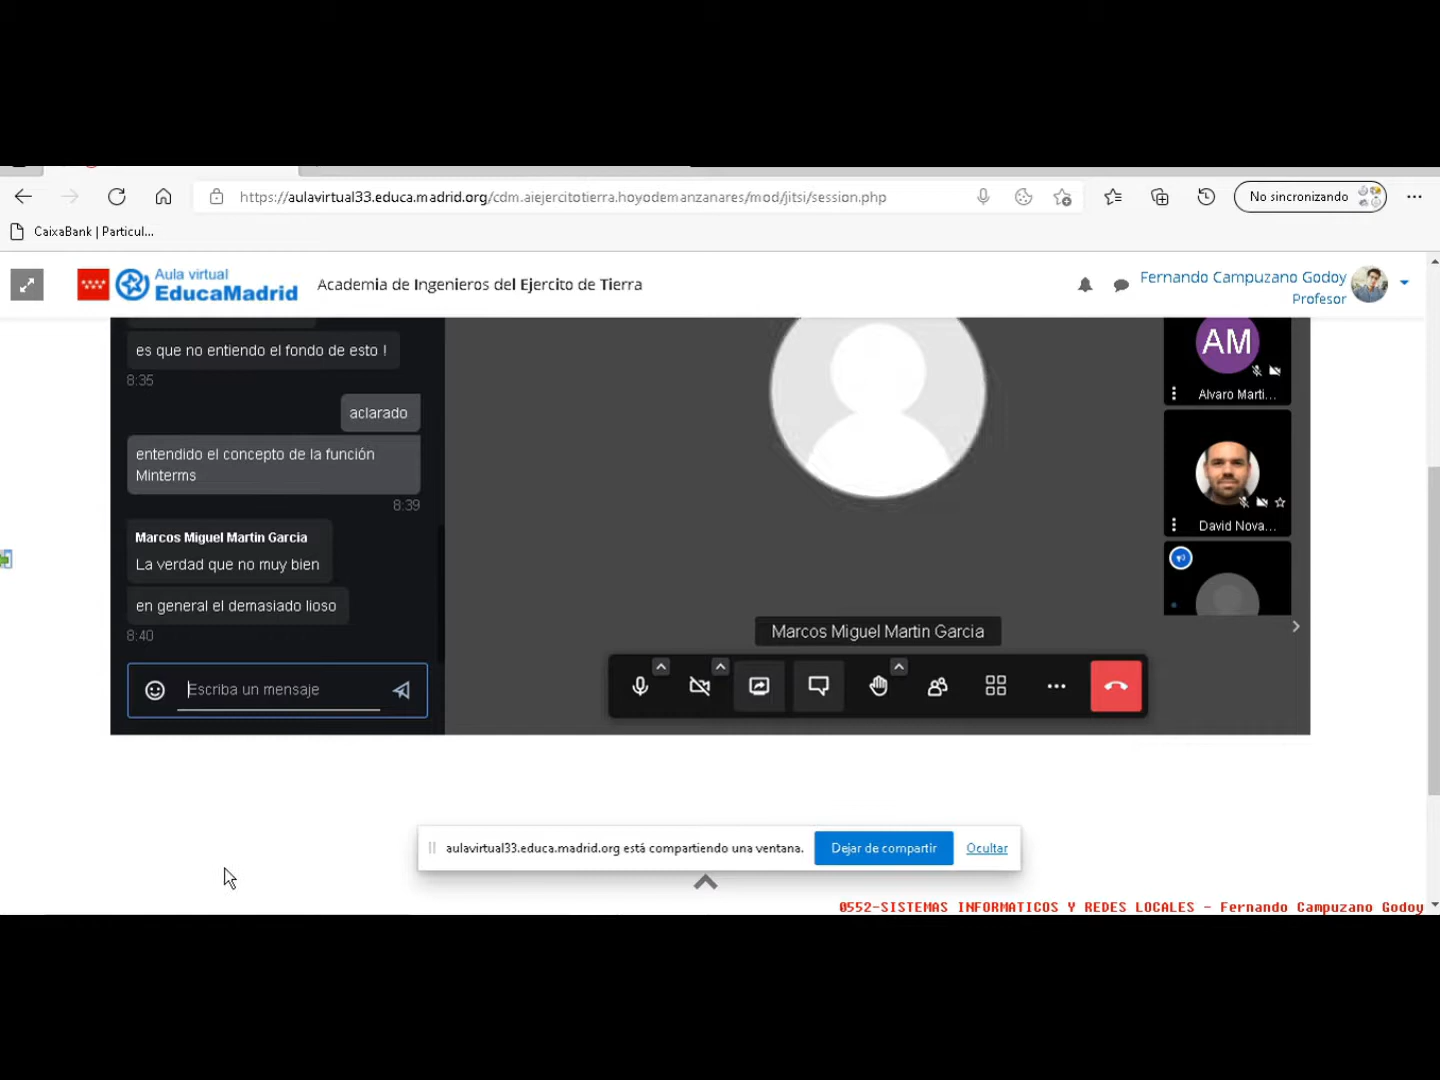 https://aulavirtual33.educa.madrid.org/cdm.aiejercitotierra.hoyodemanzanares/mod/jitsi/session.php
No sincronizando
CaixaBank | Particul...
Aula virtual
EducaMadrid
Academia de Ingenieros del Ejercito de Tierra
Fernando Campuzano Godoy
Profesor
es que no entiendo el fondo de esto !
8:35
aclarado
entendido el concepto de la función
Minterms
8:39
Marcos Miguel Martin Garcia
La verdad que no muy bien
en general el demasiado lioso
8:40
Escriba un mensaje
AM
Alvaro Marti...
David Nova...
Marcos Miguel Martin Garcia
aulavirtual33.educa.madrid.org está compartiendo una ventana.
Dejar de compartir
Ocultar
0552-SISTEMAS INFORMATICOS Y REDES LOCALES - Fernando Campuzano Godoy